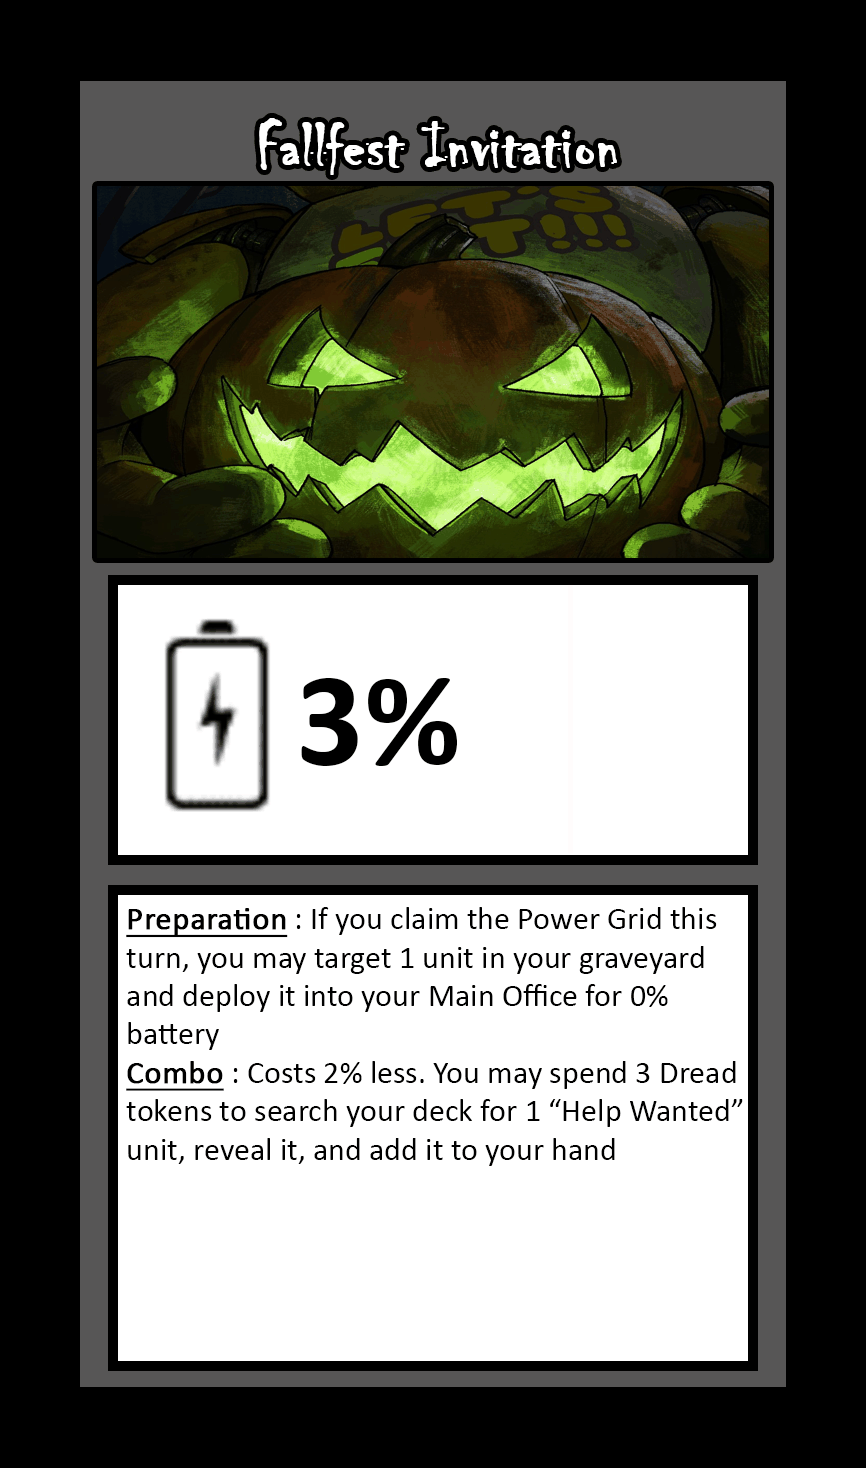 Fallfest Invitation
LET'S
T!!!
3%
Preparation : If you claim the Power Grid this
turn, you may target 1 unit in your graveyard
and deploy it into your Main Office for 0%
battery
Combo : Costs 2% less. You may spend 3 Dread
tokens to search your deck for 1 “Help Wanted”
unit, reveal it, and add it to your hand